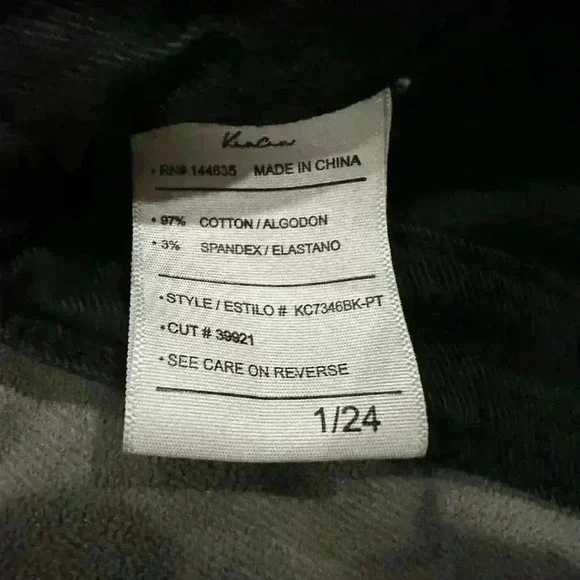 KanCan
• RN# 144635 MADE IN CHINA
• 97% COTTON / ALGODON
• 3% SPANDEX / ELASTANO
• STYLE / ESTILO # KC7346BK-PT
• CUT # 39921
• SEE CARE ON REVERSE
1/24